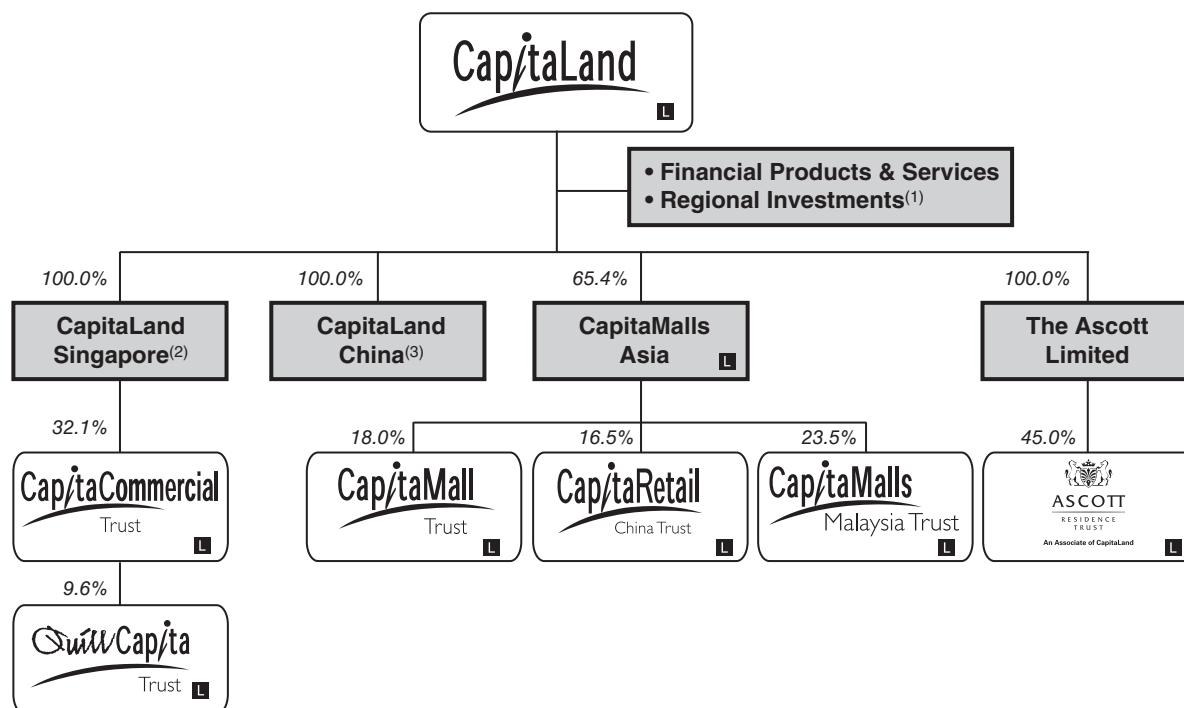 CapitaLand
L
• Financial Products & Services
• Regional Investments(1)
100.0%
100.0%
65.4%
100.0%
CapitaLand
Singapore(2)
CapitaLand
China(3)
CapitaMalls
Asia
L
The Ascott
Limited
32.1%
18.0%
16.5%
23.5%
45.0%
CapitaCommercial
Trust
L
CapitaMall
Trust
L
CapitaRetail
China Trust
L
CapitaMalls
Malaysia Trust
L
ASCOTT
RESIDENCE
TRUST
An Associate of CapitaLand
L
9.6%
QuillCapita
Trust
L